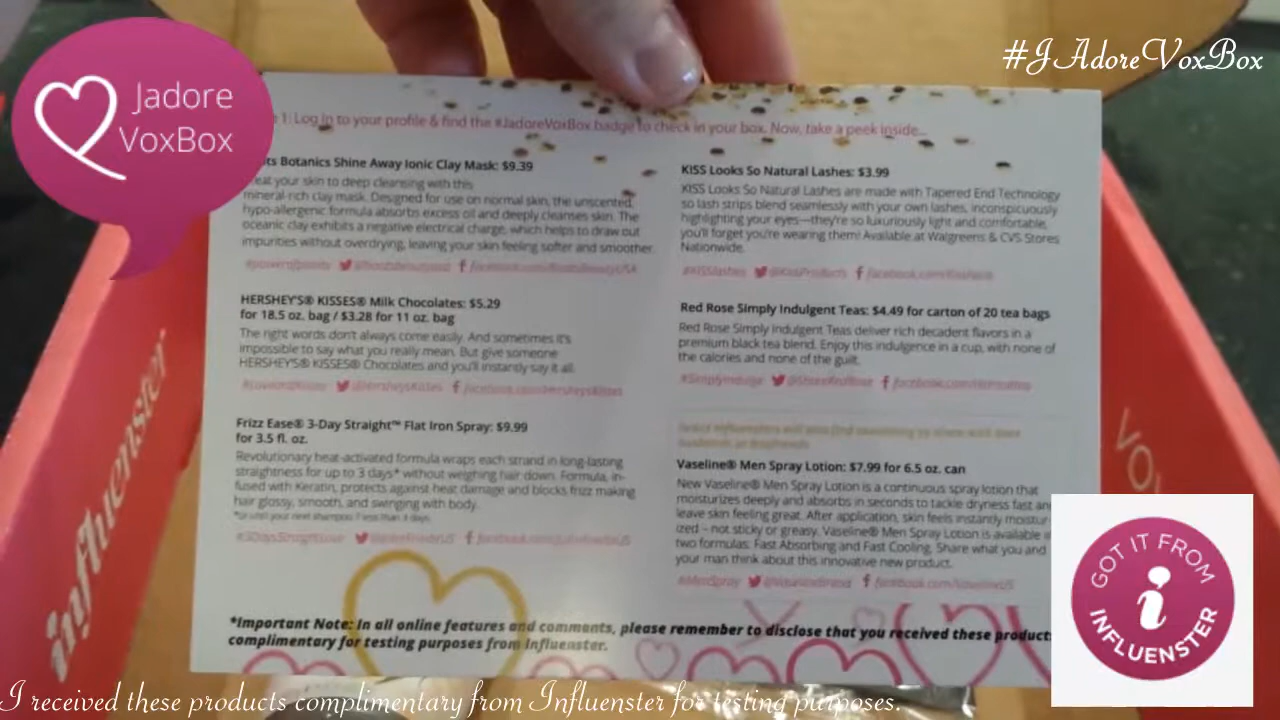 #JAdoreVoxBox
Jadore
VoxBox
1: Log in to your profile & find the #JadoreVoxBox badge to check in your box. Now, take a peek inside...
Botanics Shine Away Ionic Clay Mask: $9.39
your skin to deep cleansing with this
mineral-rich clay mask. Designed for use on normal skin, the unscented,
hypo-allergenic formula absorbs excess oil and deeply cleanses skin. The
oceanic clay exhibits a negative electrical charge, which helps to draw out
impurities without overdrying, leaving your skin feeling softer and smoother.
HERSHEY'S® KISSES® Milk Chocolates: $5.29
for 18.5 oz. bag / $3.28 for 11 oz. bag
The right words don't always come easily. And sometimes it's
impossible to say what you really mean. But give someone
HERSHEY'S® KISSES® Chocolates and you'll instantly say it all.
Frizz Ease® 3-Day Straight™ Flat Iron Spray: $9.99
for 3.5 fl. oz.
Revolutionary heat-activated formula wraps each strand in long-lasting
straightness for up to 3 days* without weighing hair down. Formula, in-
fused with Keratin, protects against heat damage and blocks frizz making
hair glossy, smooth, and swinging with body.
KISS Looks So Natural Lashes: $3.99
KISS Looks So Natural Lashes are made with Tapered End Technology
so lash strips blend seamlessly with your own lashes, inconspicuously
highlighting your eyes—they're so luxuriously light and comfortable,
you'll forget you're wearing them! Available at Walgreens & CVS Stores
Nationwide.
#KISSlashes @KissProducts
Red Rose Simply Indulgent Teas: $4.49 for carton of 20 tea bags
Red Rose Simply Indulgent Teas deliver rich decadent flavors in a
premium black tea blend. Enjoy this indulgence in a cup, with none of
the calories and none of the guilt.
#SimplyIndulge
Vaseline® Men Spray Lotion: $7.99 for 6.5 oz. can
New Vaseline® Men Spray Lotion is a continuous spray lotion that
moisturizes deeply and absorbs in seconds to tackle dryness fast and
leave skin feeling great. After application, skin feels instantly moistur-
ized – not sticky or greasy. Vaseline® Men Spray Lotion is available in
two formulas: Fast Absorbing and Fast Cooling. Share what you and
your man think about this innovative new product.
#MenSpray
*Important Note: In all online features and comments, please remember to disclose that you received these products
complimentary for testing purposes from Influenster.
influenster
VO
GOT IT FROM
i
INFLUENSTER
I received these products complimentary from Influenster for testing purposes.